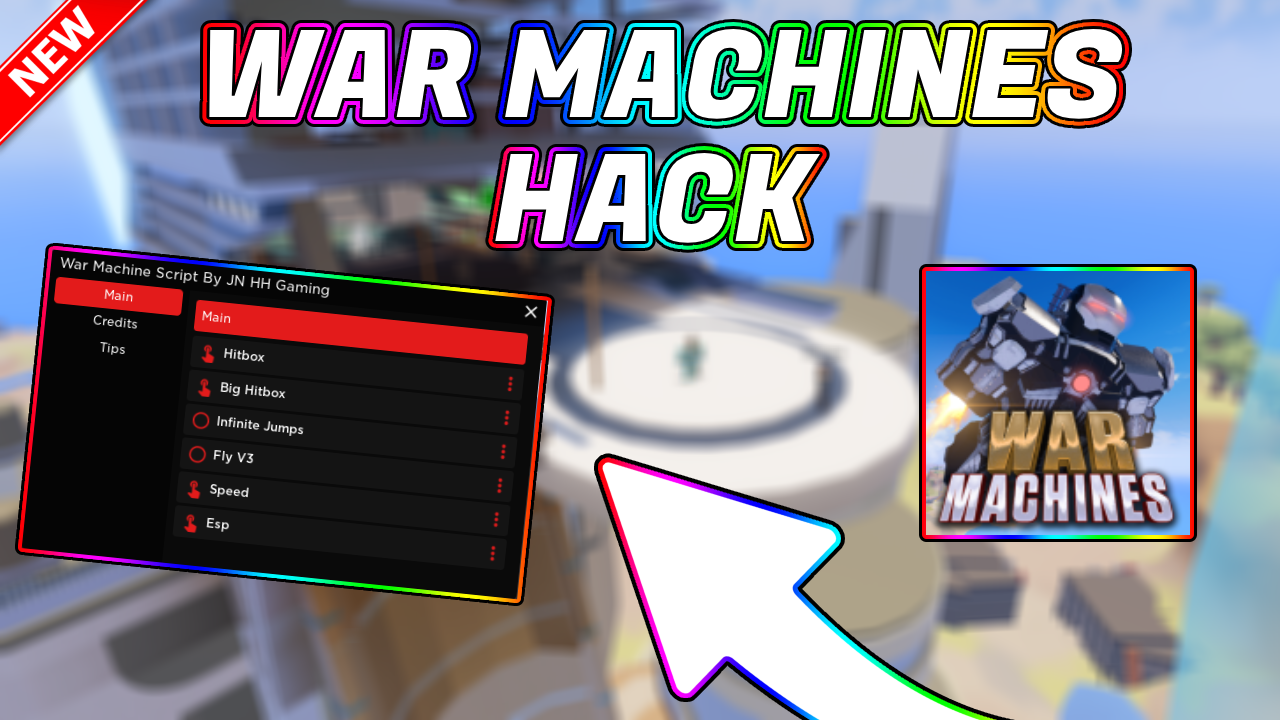 NEW
WAR MACHINES
HACK
War Machine Script By JN HH Gaming
Main
Credits
Tips
Main
Hitbox
Big Hitbox
Infinite Jumps
Fly V3
Speed
Esp
WAR
MACHINES